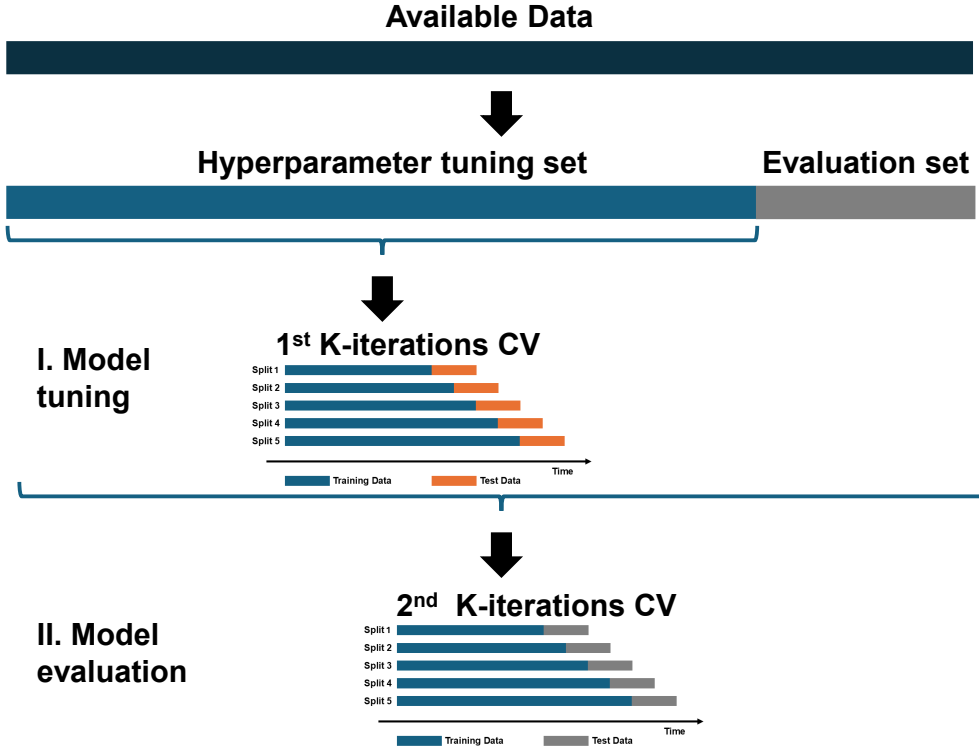 Available Data
Hyperparameter tuning set
Evaluation set
I. Model
tuning
1st K-iterations CV
Split 1
Split 2
Split 3
Split 4
Split 5
Time
Training Data
Test Data
II. Model
evaluation
2nd K-iterations CV
Split 1
Split 2
Split 3
Split 4
Split 5
Time
Training Data
Test Data